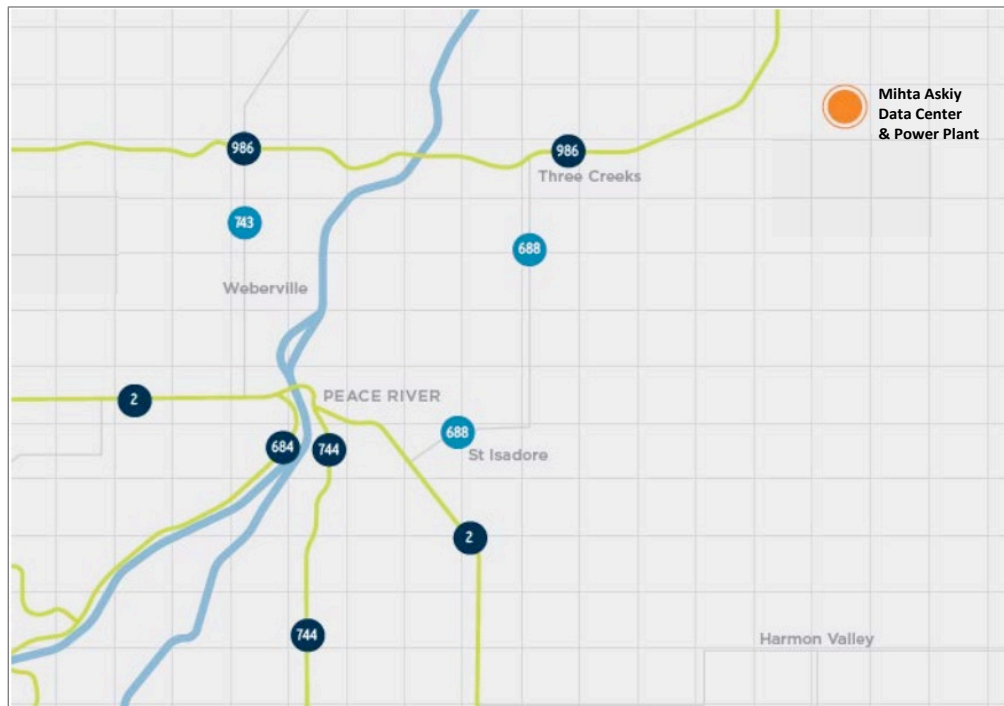 Mihta Askiy
Data Center
& Power Plant
986
986
Three Creeks
743
688
Weberville
2
PEACE RIVER
684
744
688
St Isadore
2
744
Harmon Valley